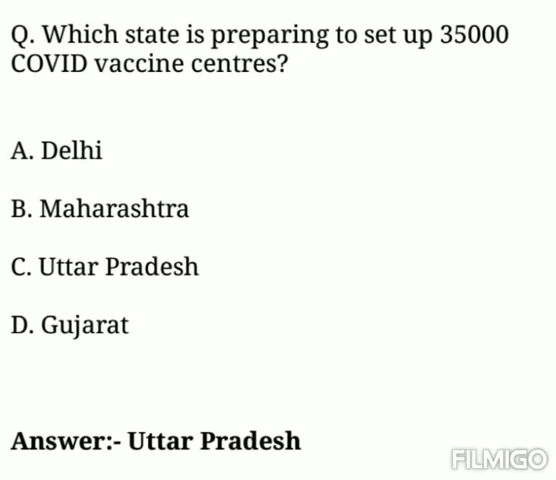 Q. Which state is preparing to set up 35000
COVID vaccine centres?
A. Delhi
B. Maharashtra
C. Uttar Pradesh
D. Gujarat
Answer:- Uttar Pradesh
FILMIGO